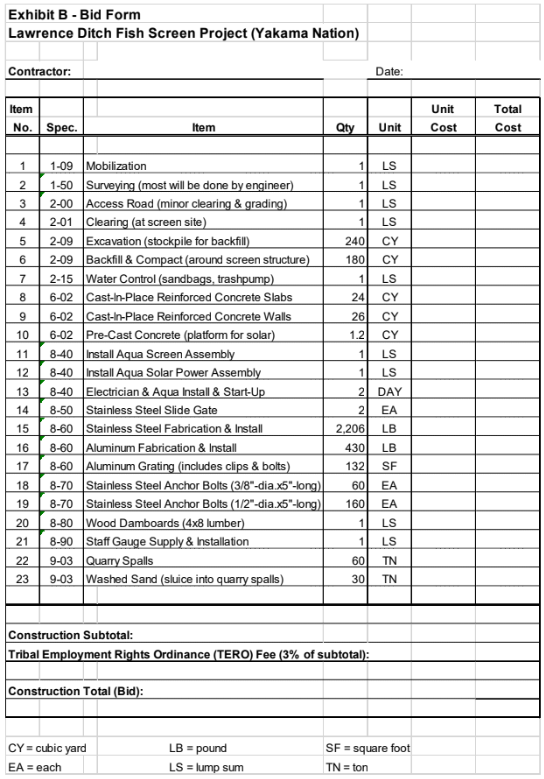 Exhibit B - Bid Form
Lawrence Ditch Fish Screen Project (Yakama Nation)
Contractor: Date:
Item Unit Total
No. Spec. Item Qty Unit Cost Cost
1 1-09 Mobilization 1 LS
2 1-50 Surveying (most will be done by engineer) 1 LS
3 2-00 Access Road (minor clearing & grading) 1 LS
4 2-01 Clearing (at screen site) 1 LS
5 2-09 Excavation (stockpile for backfill) 240 CY
6 2-09 Backfill & Compact (around screen structure) 180 CY
7 2-15 Water Control (sandbags, trashpump) 1 LS
8 6-02 Cast-In-Place Reinforced Concrete Slabs 24 CY
9 6-02 Cast-In-Place Reinforced Concrete Walls 26 CY
10 6-02 Pre-Cast Concrete (platform for solar) 1.2 CY
11 8-40 Install Aqua Screen Assembly 1 LS
12 8-40 Install Aqua Solar Power Assembly 1 LS
13 8-40 Electrician & Aqua Install & Start-Up 2 DAY
14 8-50 Stainless Steel Slide Gate 2 EA
15 8-60 Stainless Steel Fabrication & Install 2,206 LB
16 8-60 Aluminum Fabrication & Install 430 LB
17 8-60 Aluminum Grating (includes clips & bolts) 132 SF
18 8-70 Stainless Steel Anchor Bolts (3/8"-dia.x5"-long) 60 EA
19 8-70 Stainless Steel Anchor Bolts (1/2"-dia.x5"-long) 160 EA
20 8-80 Wood Damboards (4x8 lumber) 1 LS
21 8-90 Staff Gauge Supply & Installation 1 LS
22 9-03 Quarry Spalls 60 TN
23 9-03 Washed Sand (sluice into quarry spalls) 30 TN
Construction Subtotal:
Tribal Employment Rights Ordinance (TERO) Fee (3% of subtotal):
Construction Total (Bid):
CY = cubic yard LB = pound SF = square foot
EA = each LS = lump sum TN = ton